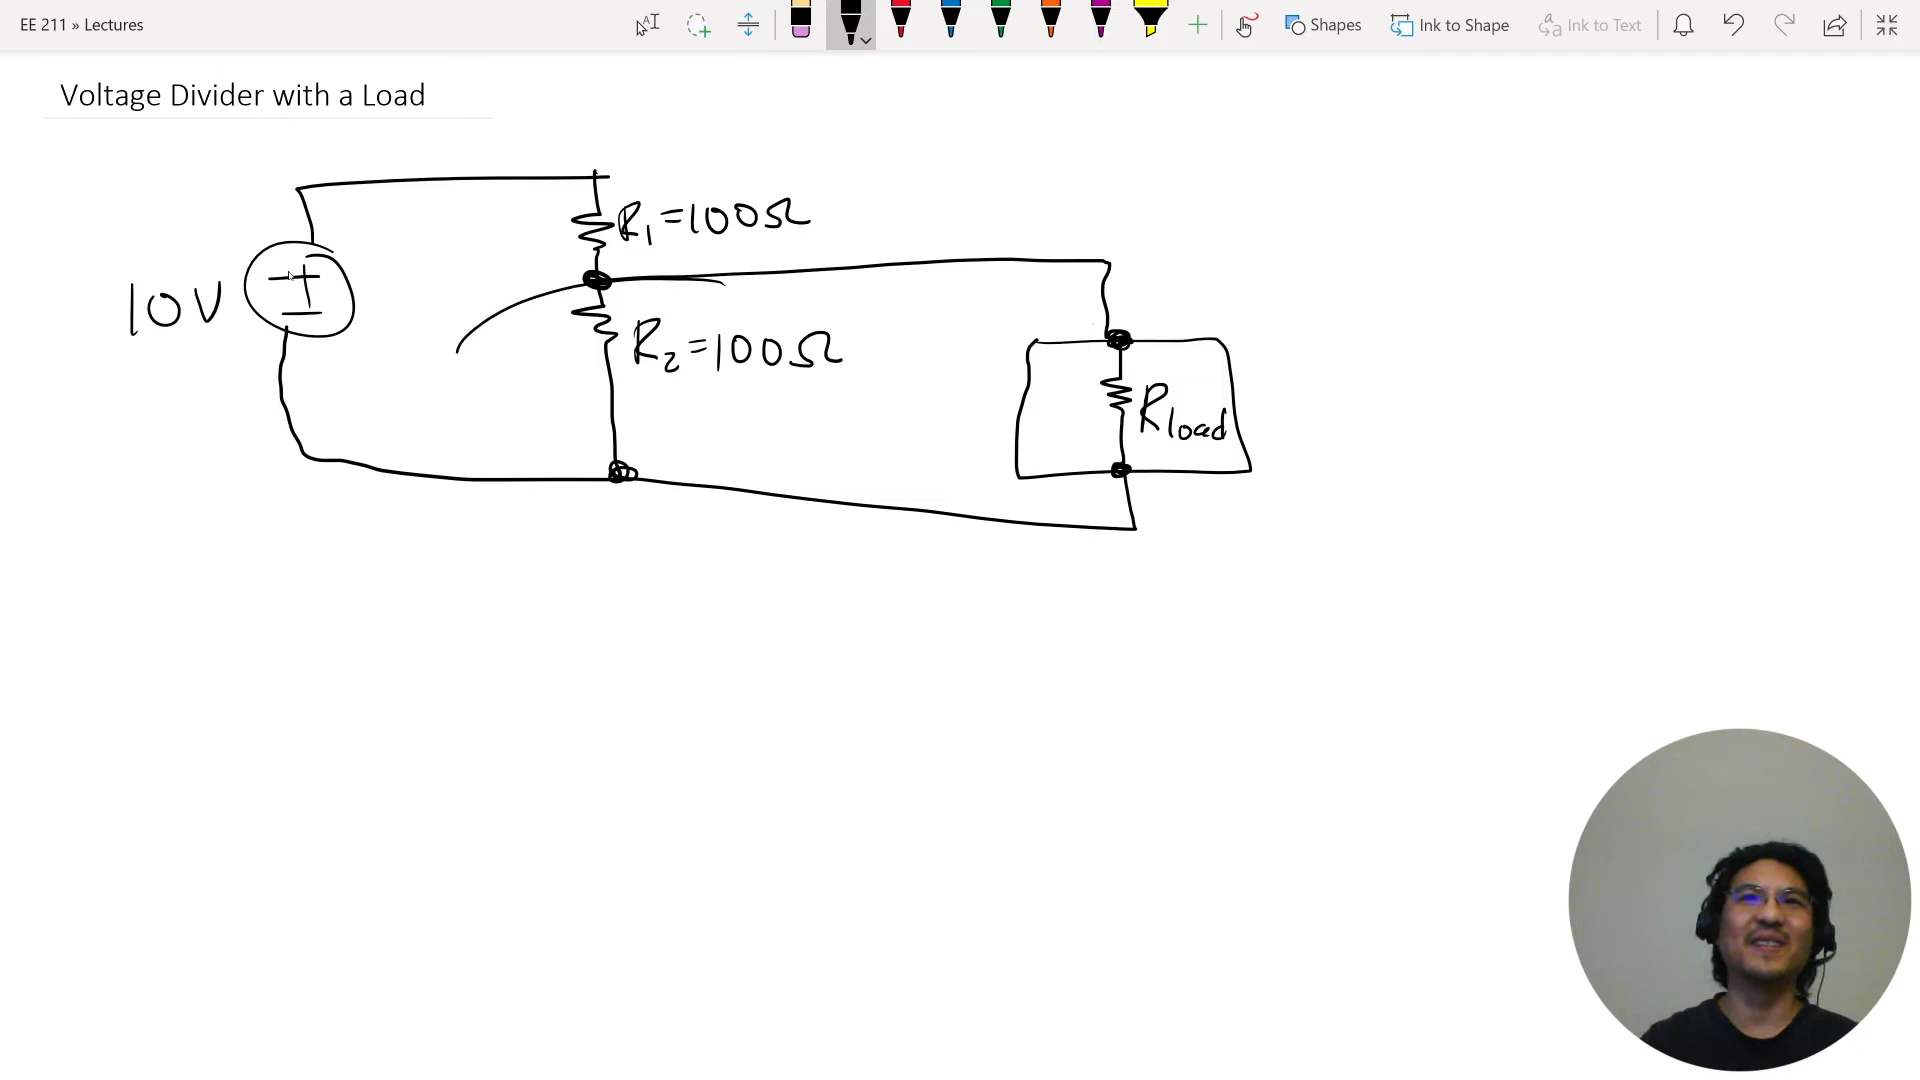 EE 211 » Lectures
Shapes
Ink to Shape
Ink to Text
Voltage Divider with a Load
R₁=100Ω
10V
R₂=100Ω
Rload